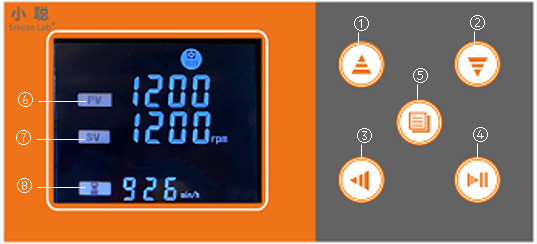 小聪
Smcon Lab®
① ② ⑤
⑥ PV 1200
⑦ SV 1200 rpm
③ ④
⑧ 926 min/h